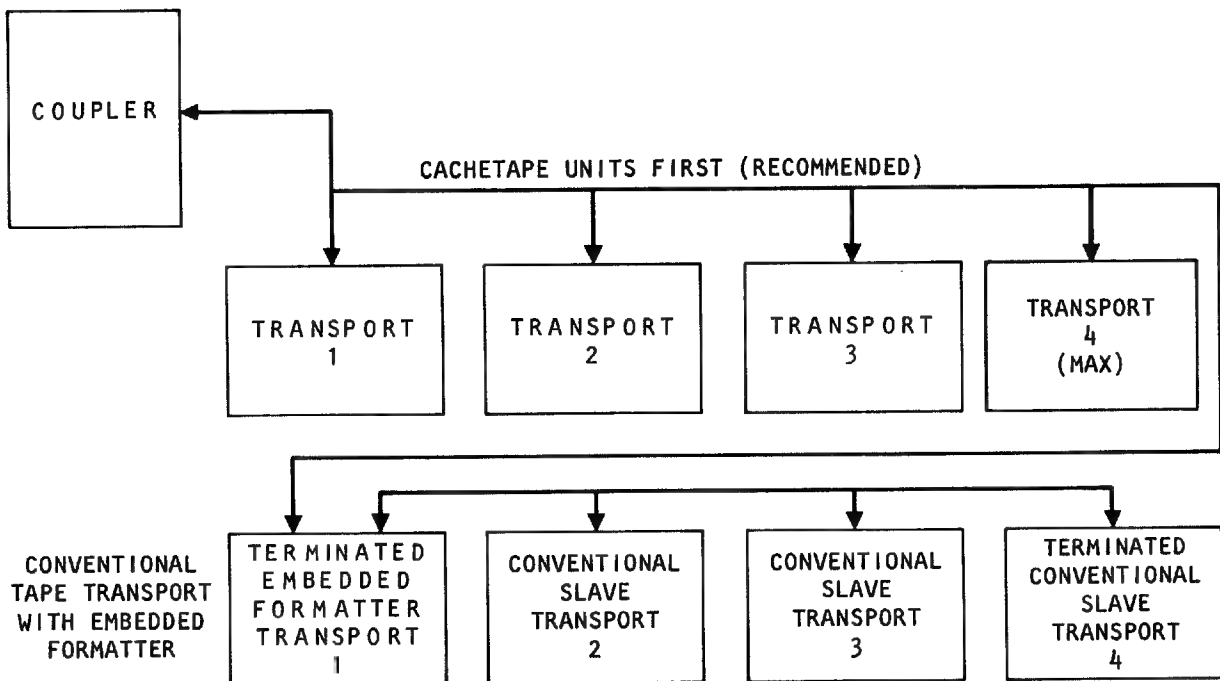 COUPLER
CACHETAPE UNITS FIRST (RECOMMENDED)
TRANSPORT
1
TRANSPORT
2
TRANSPORT
3
TRANSPORT
4
(MAX)
CONVENTIONAL
TAPE TRANSPORT
WITH EMBEDDED
FORMATTER
TERMINATED
EMBEDDED
FORMATTER
TRANSPORT
1
CONVENTIONAL
SLAVE
TRANSPORT
2
CONVENTIONAL
SLAVE
TRANSPORT
3
TERMINATED
CONVENTIONAL
SLAVE
TRANSPORT
4